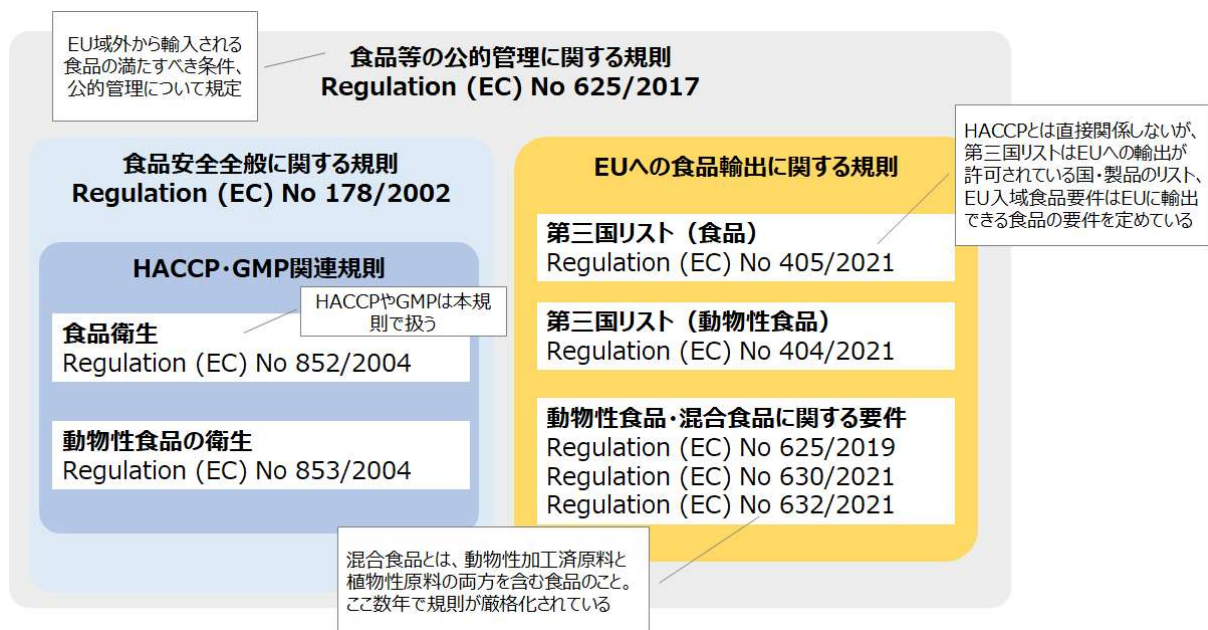 EU域外から輸入される
食品の満たすべき条件、
公的管理について規定
食品等の公的管理に関する規則
Regulation (EC) No 625/2017
食品安全全般に関する規則
Regulation (EC) No 178/2002
HACCP・GMP関連規則
HACCPやGMPは本規
則で扱う
食品衛生
Regulation (EC) No 852/2004
動物性食品の衛生
Regulation (EC) No 853/2004
EUへの食品輸出に関する規則
HACCPとは直接関係しないが、
第三国リストはEUへの輸出が
許可されている国・製品のリスト、
EU入域食品要件はEUに輸出
できる食品の要件を定めている
第三国リスト（食品）
Regulation (EC) No 405/2021
第三国リスト（動物性食品）
Regulation (EC) No 404/2021
動物性食品・混合食品に関する要件
Regulation (EC) No 625/2019
Regulation (EC) No 630/2021
Regulation (EC) No 632/2021
混合食品とは、動物性加工済原料と
植物性原料の両方を含む食品のこと。
ここ数年で規則が厳格化されている